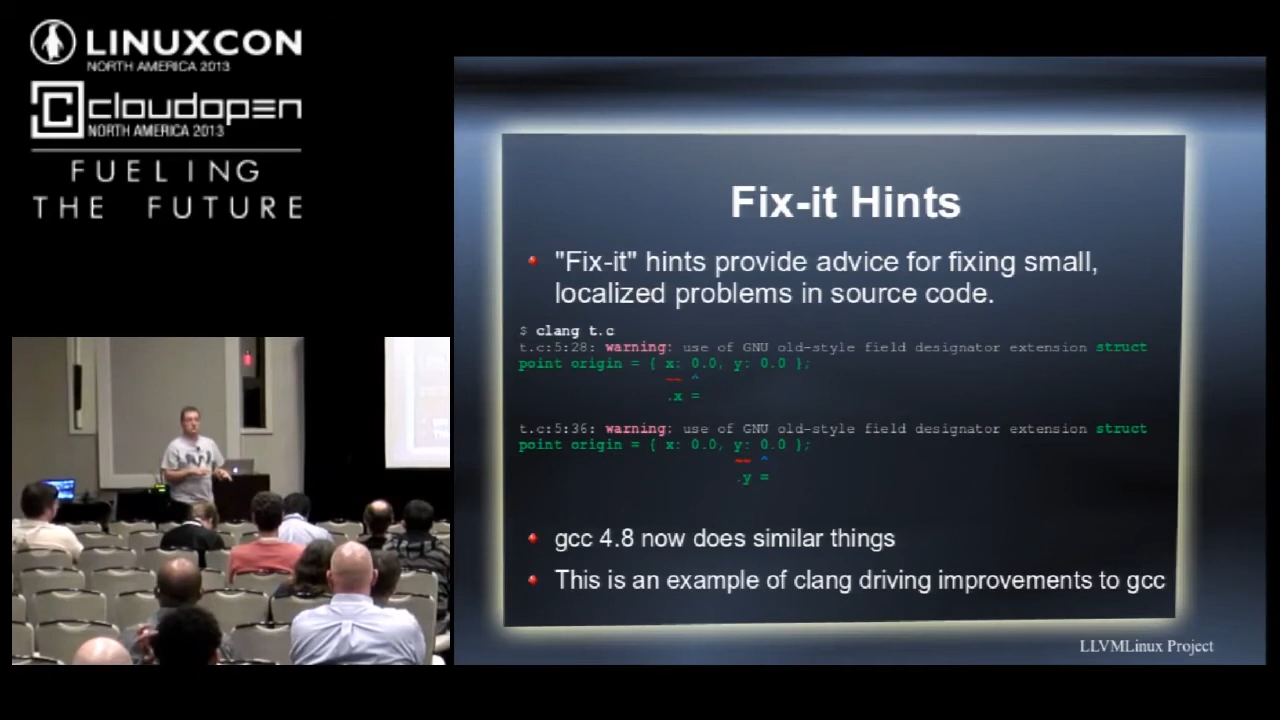 LINUXCON
NORTH AMERICA 2013
cloudopen
NORTH AMERICA 2013
FUELING
THE FUTURE
Fix-it Hints
"Fix-it" hints provide advice for fixing small,
localized problems in source code.
$ clang t.c
t.c:5:28: warning: use of GNU old-style field designator extension struct
point origin = { x: 0.0, y: 0.0 };
~~ ^
.x =
t.c:5:36: warning: use of GNU old-style field designator extension struct
point origin = { x: 0.0, y: 0.0 };
~~ ^
.y =
gcc 4.8 now does similar things
This is an example of clang driving improvements to gcc
LLVMLinux Project